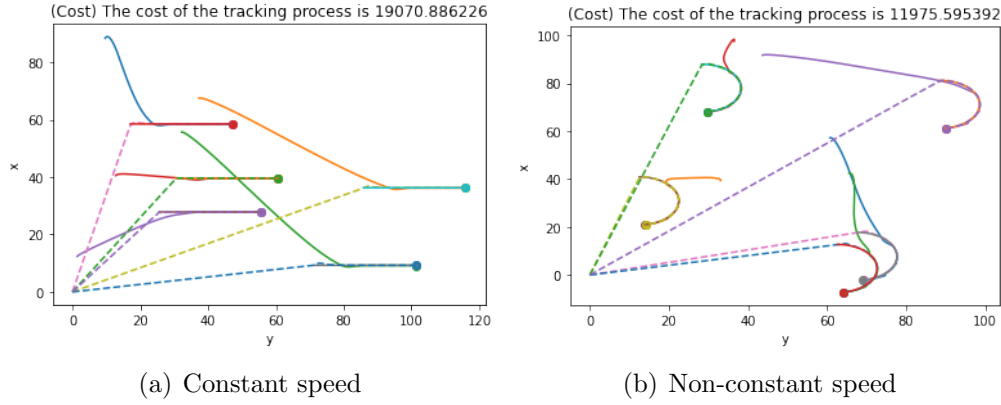 (Cost) The cost of the tracking process is 19070.886226
80
60
40
20
0
x
0 20 40 60 80 100 120
y
(a) Constant speed
(Cost) The cost of the tracking process is 11975.595392
100
80
60
40
20
0
x
0 20 40 60 80 100
y
(b) Non-constant speed